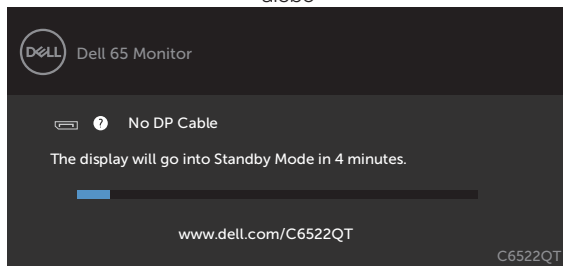 DELL
Dell 65 Monitor
? No DP Cable
The display will go into Standby Mode in 4 minutes.
www.dell.com/C6522QT
C6522QT